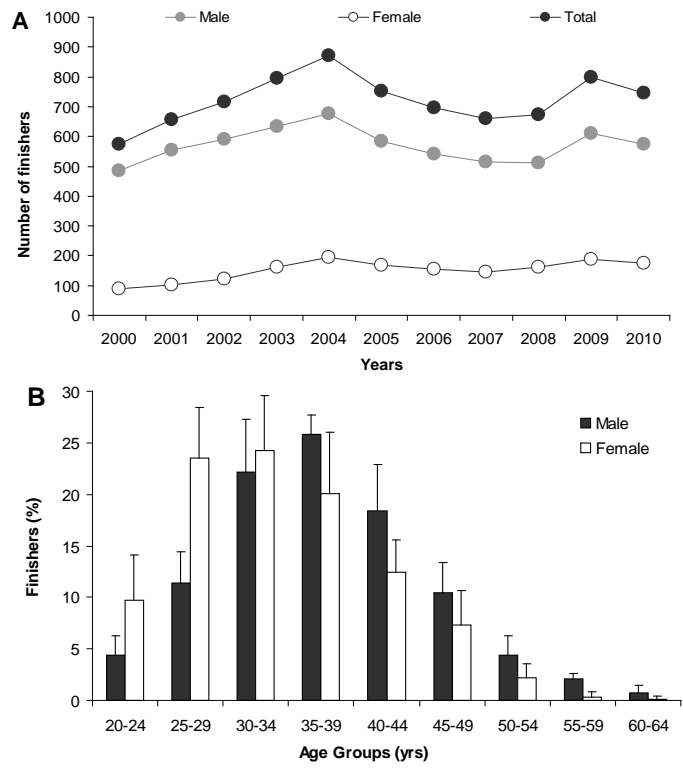 A
Male Female Total
Number of finishers
1000
900
800
700
600
500
400
300
200
100
0
2000 2001 2002 2003 2004 2005 2006 2007 2008 2009 2010
Years
B
Male
Female
Finishers (%)
30
25
20
15
10
5
0
20-24 25-29 30-34 35-39 40-44 45-49 50-54 55-59 60-64
Age Groups (yrs)